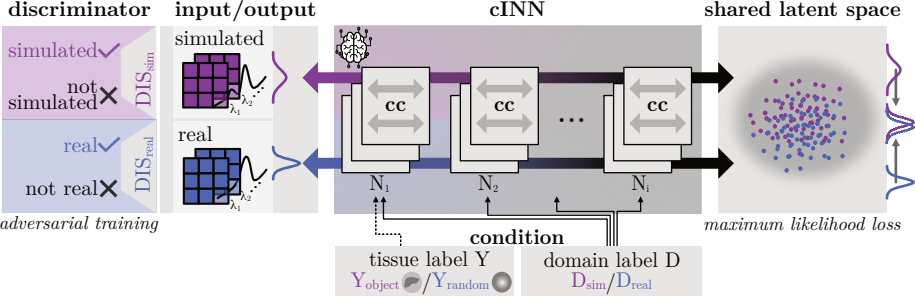 discriminator
input/output
cINN
shared latent space
simulated
not
simulated
DISsim
real
not real
DISreal
adversarial training
simulated
λ1
λ2
real
λ1
λ2
cc
cc
...
cc
N1
N2
Ni
maximum likelihood loss
condition
tissue label Y
Yobject/Yrandom
domain label D
Dsim/Dreal